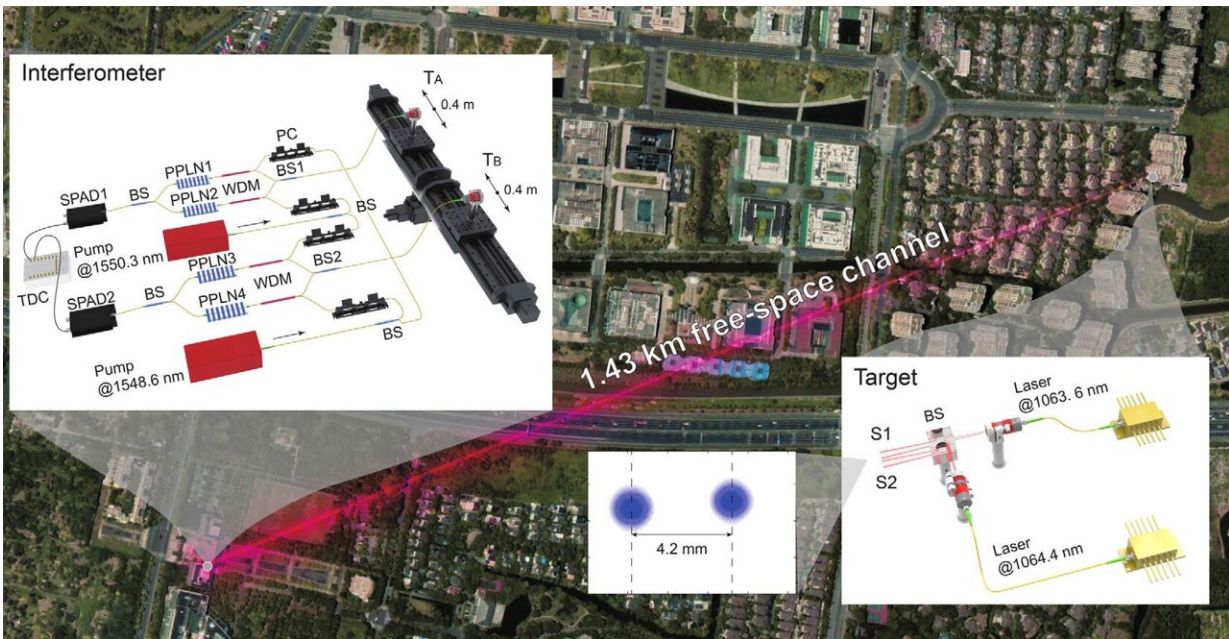 Interferometer
T_A
0.4 m
PC
PPLN1
BS1
SPAD1
BS
WDM
PPLN2
T_B
0.4 m
BS
Pump
@1550.3 nm
PPLN3
BS2
TDC
WDM
SPAD2
BS
PPLN4
BS
Pump
@1548.6 nm
1.43 km free-space channel
4.2 mm
Target
Laser
@1063. 6 nm
BS
S1
S2
Laser
@1064.4 nm